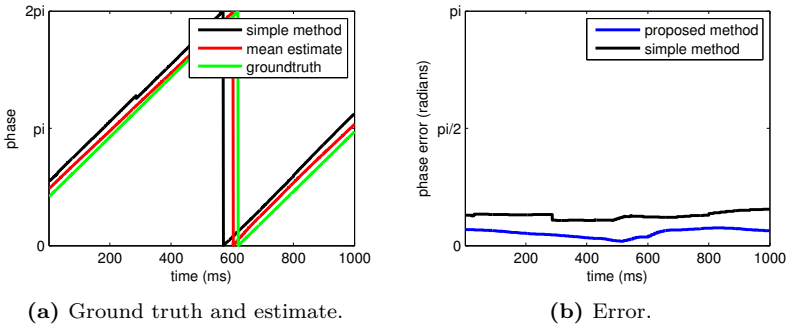 2pi
pi
0
phase
simple method
mean estimate
groundtruth
200 400 600 800 1000
time (ms)
(a) Ground truth and estimate.
pi
pi/2
0
phase error (radians)
proposed method
simple method
200 400 600 800 1000
time (ms)
(b) Error.